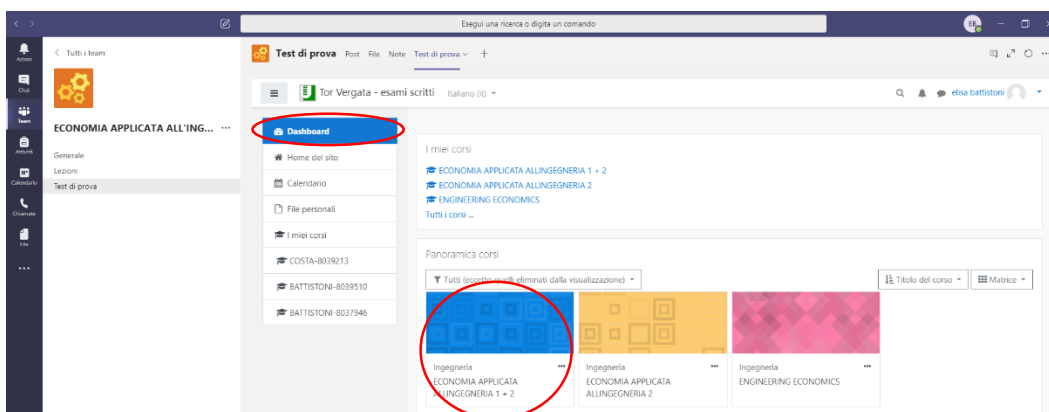 Esegui una ricerca o digita un comando
EB
Attività
Chat
Team
Attività
Calendario
Chiamate
File
Tutti i team
ECONOMIA APPLICATA ALL'ING... ...
Generale
Lezioni
Test di prova
Test di prova Post File Note Test di prova +
Tor Vergata - esami scritti Italiano (it)
elisa battistoni
Dashboard
Home del sito
Calendario
File personali
I miei corsi
COSTA-8039213
BATTISTONI-8039510
BATTISTONI-8037946
I miei corsi
ECONOMIA APPLICATA ALLINGEGNERIA 1 + 2
ECONOMIA APPLICATA ALLINGEGNERIA 2
ENGINEERING ECONOMICS
Tutti i corsi ...
Panoramica corsi
Tutti (eccetto quelli eliminati dalla visualizzazione)
Titolo del corso
Matrice
Ingegneria
ECONOMIA APPLICATA
ALLINGEGNERIA 1 + 2
Ingegneria
ECONOMIA APPLICATA
ALLINGEGNERIA 2
Ingegneria
ENGINEERING ECONOMICS